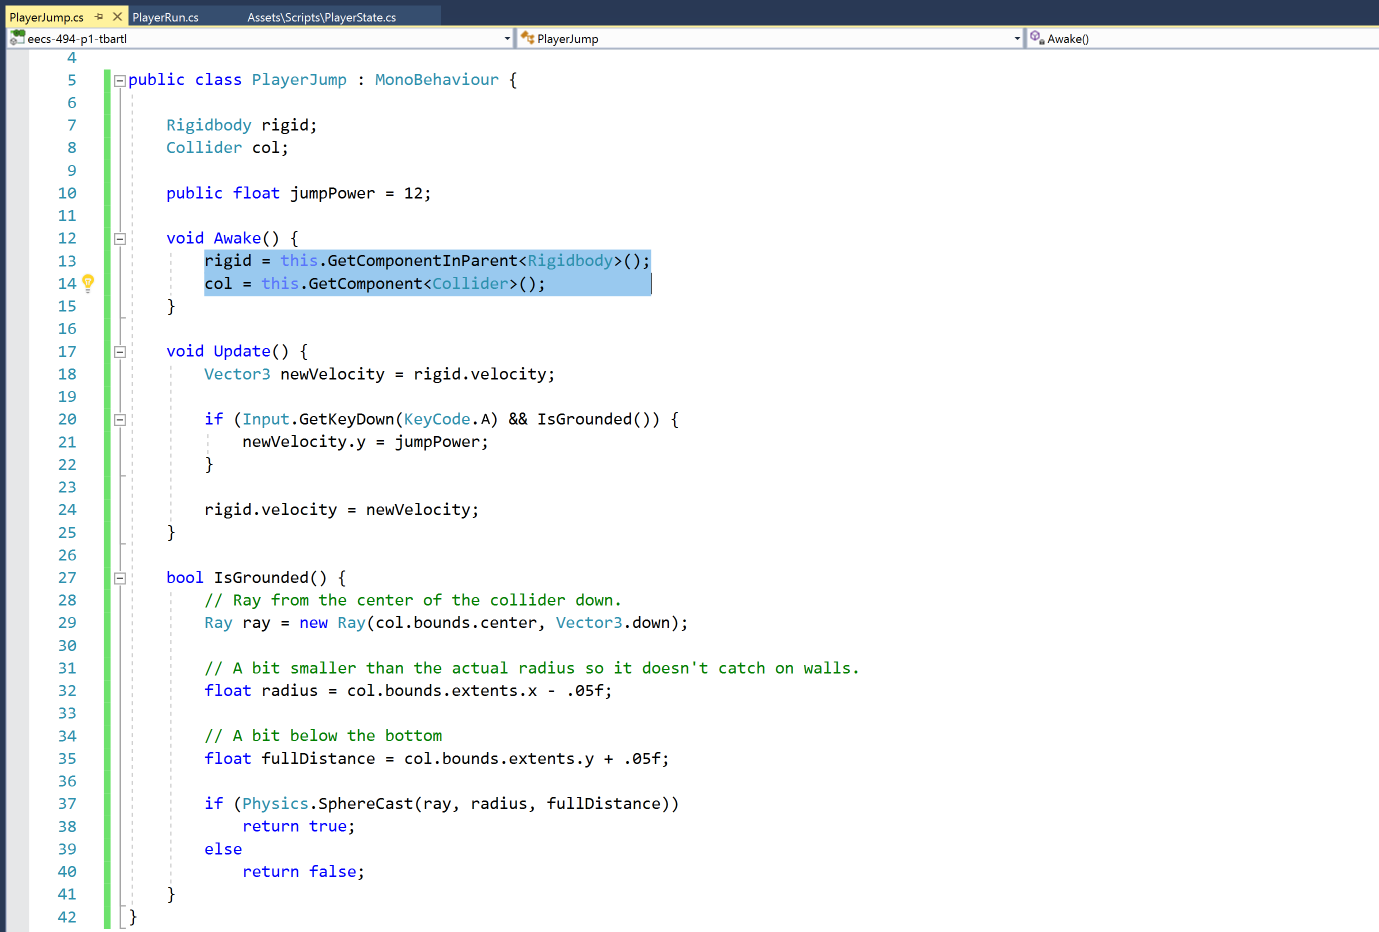 PlayerJump.cs PlayerRun.cs Assets\Scripts\PlayerState.cs
eecs-494-p1-tbartl PlayerJump Awake()
4
5 public class PlayerJump : MonoBehaviour {
6
7 Rigidbody rigid;
8 Collider col;
9
10 public float jumpPower = 12;
11
12 void Awake() {
13 rigid = this.GetComponentInParent<Rigidbody>();
14 col = this.GetComponent<Collider>();
15 }
16
17 void Update() {
18 Vector3 newVelocity = rigid.velocity;
19
20 if (Input.GetKeyDown(KeyCode.A) && IsGrounded()) {
21 newVelocity.y = jumpPower;
22 }
23
24 rigid.velocity = newVelocity;
25 }
26
27 bool IsGrounded() {
28 // Ray from the center of the collider down.
29 Ray ray = new Ray(col.bounds.center, Vector3.down);
30
31 // A bit smaller than the actual radius so it doesn't catch on walls.
32 float radius = col.bounds.extents.x - .05f;
33
34 // A bit below the bottom
35 float fullDistance = col.bounds.extents.y + .05f;
36
37 if (Physics.SphereCast(ray, radius, fullDistance))
38 return true;
39 else
40 return false;
41 }
42 }